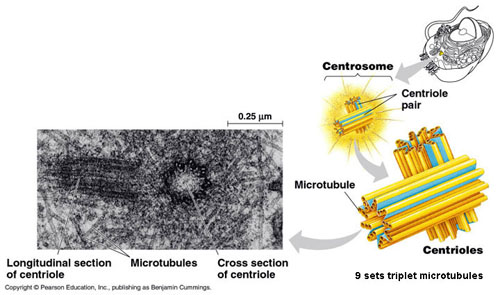 Centrosome
Centriole
pair
0.25 µm
Microtubule
Centrioles
Longitudinal section
of centriole
Microtubules
Cross section
of centriole
9 sets triplet microtubules
Copyright © Pearson Education, Inc., publishing as Benjamin Cummings.